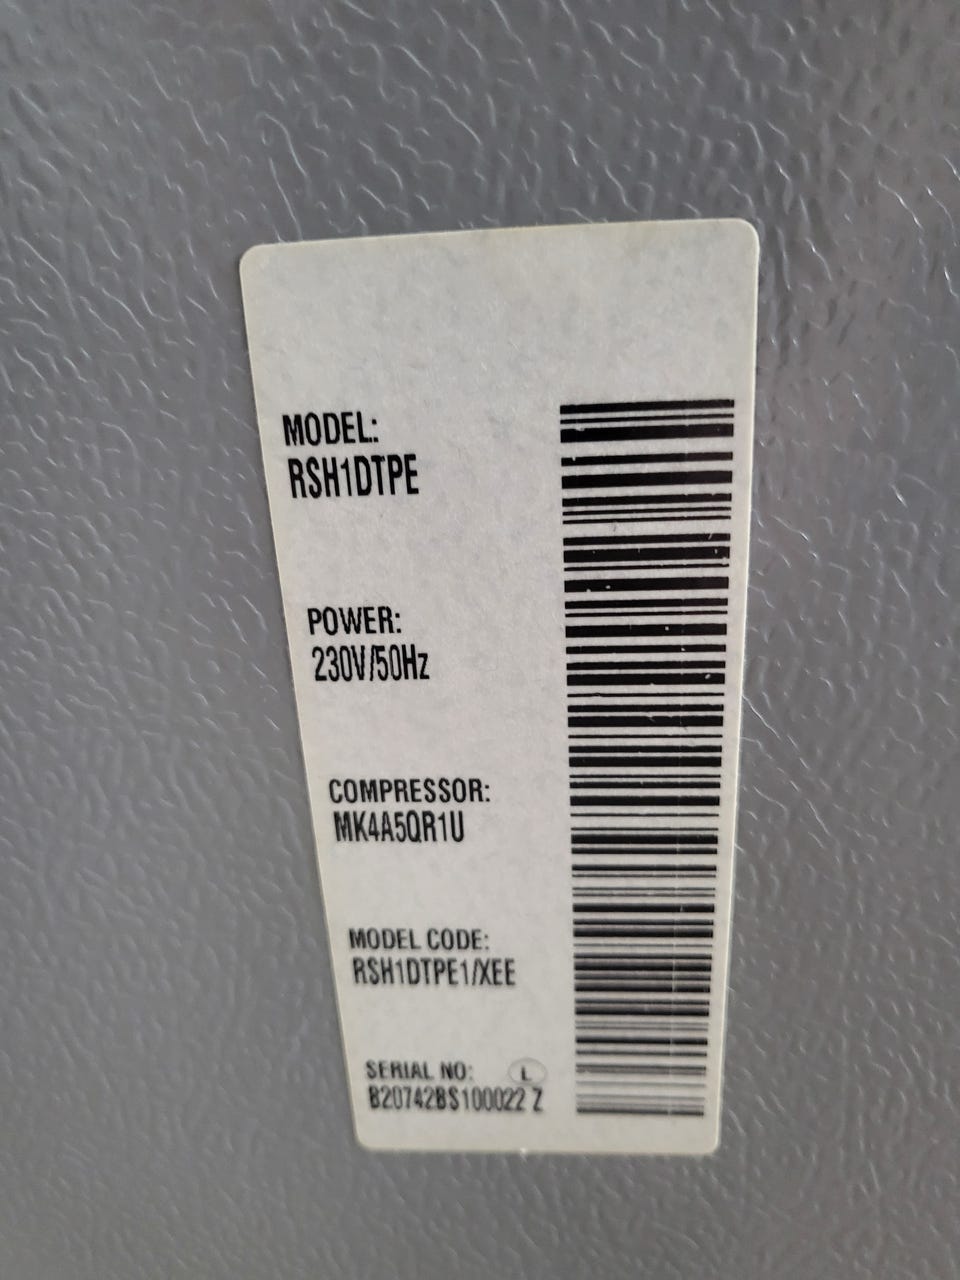 MODEL:
RSH1DTPE
POWER:
230V/50Hz
COMPRESSOR:
MK4A5QR1U
MODEL CODE:
RSH1DTPE1/XEE
SERIAL NO: L
B20742BS100022 Z